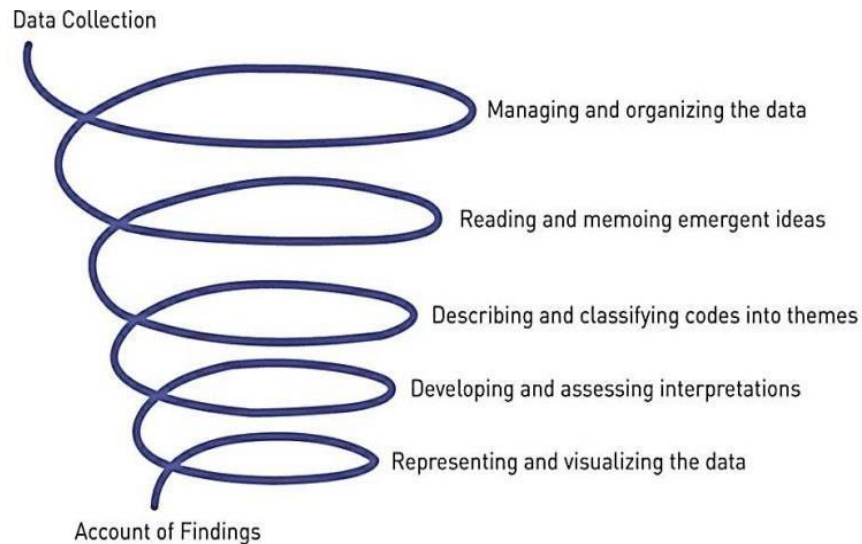 Data Collection
Managing and organizing the data
Reading and memoing emergent ideas
Describing and classifying codes into themes
Developing and assessing interpretations
Representing and visualizing the data
Account of Findings